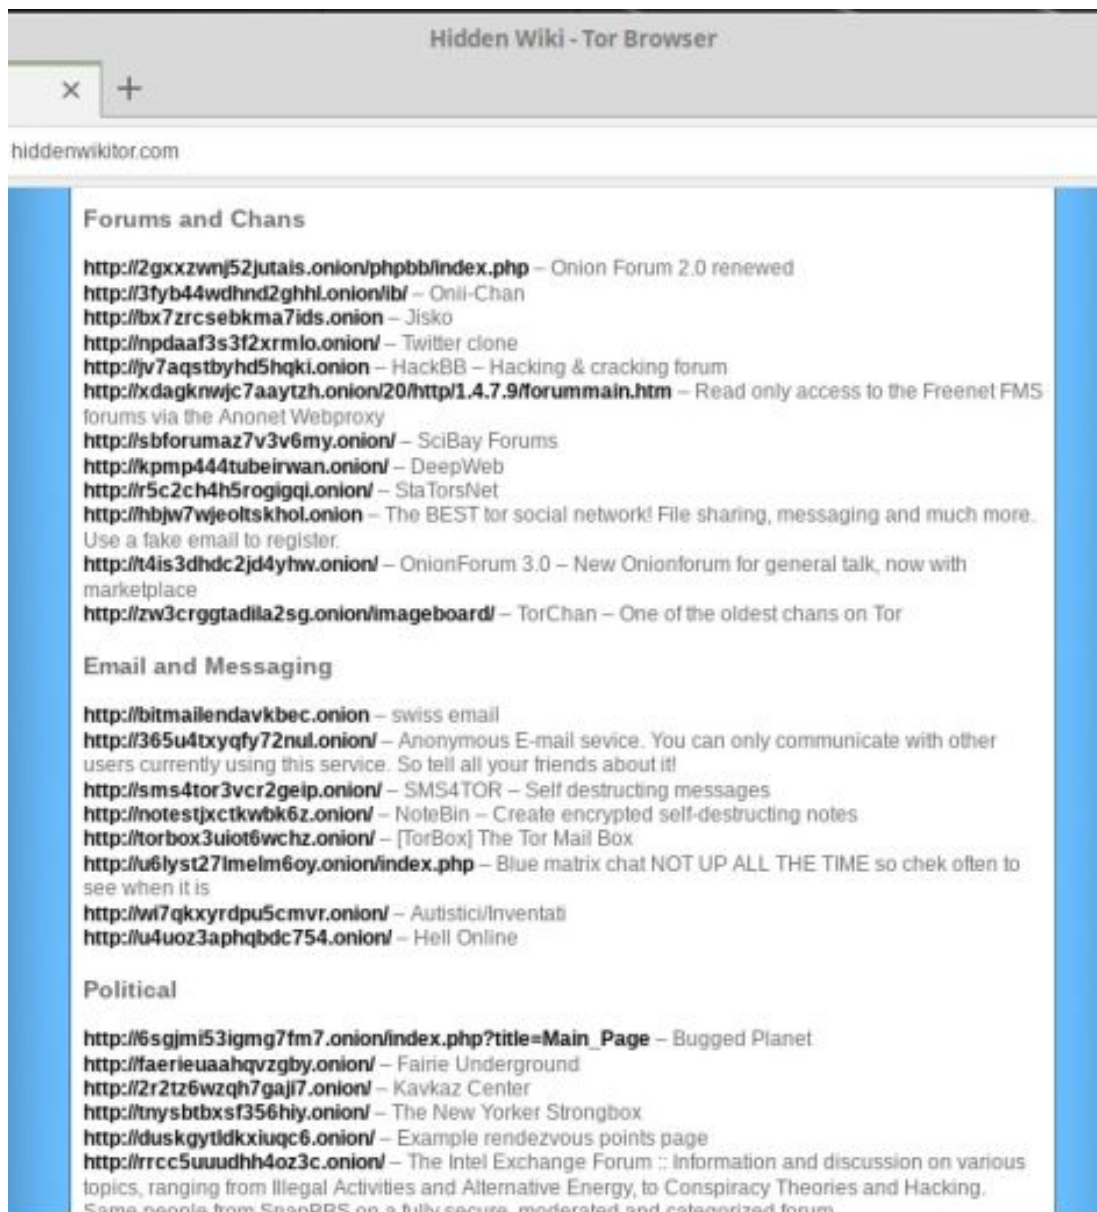 Hidden Wiki - Tor Browser
hiddenwikitor.com
Forums and Chans
http://2gxxzwnj52jutais.onion/phpbb/index.php – Onion Forum 2.0 renewed
http://3fyb44wdhnd2ghhl.onion/ib/ – Onii-Chan
http://bx7zrcsebkma7ids.onion – Jisko
http://npdaaf3s3f2xrmlo.onion/ – Twitter clone
http://jv7aqstbyhd5hqki.onion – HackBB – Hacking & cracking forum
http://xdagknwjc7aaytzh.onion/20/http/1.4.7.9/forummain.htm – Read only access to the Freenet FMS
forums via the Anonet Webproxy
http://sbforumaz7v3v6my.onion/ – SciBay Forums
http://kpmp444tubeirwan.onion/ – DeepWeb
http://r5c2ch4h5rogigqi.onion/ – StaTorsNet
http://hbjw7wjeoltskhol.onion – The BEST tor social network! File sharing, messaging and much more.
Use a fake email to register.
http://t4is3dhdc2jd4yhw.onion/ – OnionForum 3.0 – New Onionforum for general talk, now with
marketplace
http://zw3crggtadila2sg.onion/imageboard/ – TorChan – One of the oldest chans on Tor
Email and Messaging
http://bitmailendavkbec.onion – swiss email
http://365u4txyqfy72nul.onion/ – Anonymous E-mail sevice. You can only communicate with other
users currently using this service. So tell all your friends about it!
http://sms4tor3vcr2geip.onion/ – SMS4TOR – Self destructing messages
http://notestjxctkwbk6z.onion/ – NoteBin – Create encrypted self-destructing notes
http://torbox3uiot6wchz.onion/ – [TorBox] The Tor Mail Box
http://u6lyst27lmelm6oy.onion/index.php – Blue matrix chat NOT UP ALL THE TIME so chek often to
see when it is
http://wi7qkxyrdpu5cmvr.onion/ – Autistici/Inventati
http://u4uoz3aphqbdc754.onion/ – Hell Online
Political
http://6sgjmi53igmg7fm7.onion/index.php?title=Main_Page – Bugged Planet
http://faerieuaahqvzgby.onion/ – Fairie Underground
http://2r2tz6wzqh7gaji7.onion/ – Kavkaz Center
http://tnysbtbxsf356hiy.onion/ – The New Yorker Strongbox
http://duskgytldkxiuqc6.onion/ – Example rendezvous points page
http://rrcc5uuudhh4oz3c.onion/ – The Intel Exchange Forum :: Information and discussion on various
topics, ranging from Illegal Activities and Alternative Energy, to Conspiracy Theories and Hacking.
Same people from SnapBBS on a fully secure, moderated and categorized forum.